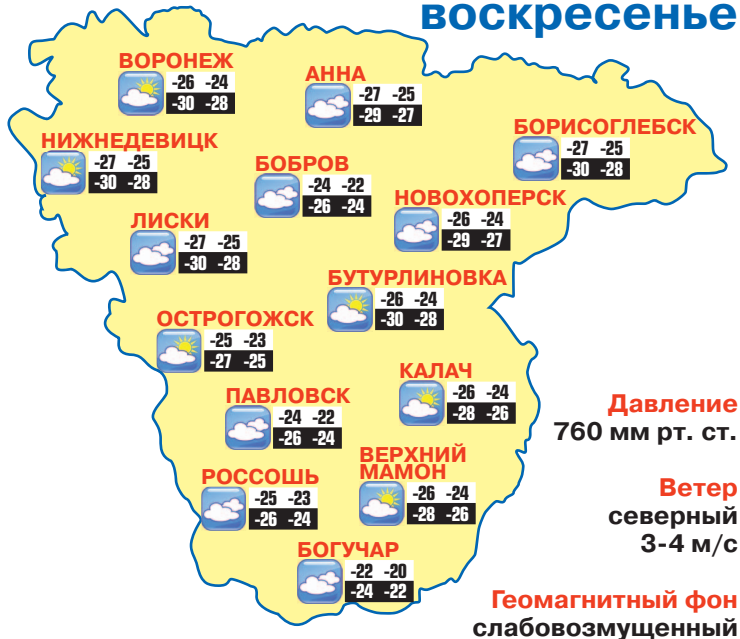 воскресенье
ВОРОНЕЖ
-26 -24
-30 -28
АННА
-27 -25
-29 -27
БОРИСОГЛЕБСК
-27 -25
-30 -28
НИЖНЕДЕВИЦК
-27 -25
-30 -28
БОБРОВ
-24 -22
-26 -24
НОВОХОПЕРСК
-26 -24
-29 -27
ЛИСКИ
-27 -25
-30 -28
БУТУРЛИНОВКА
-26 -24
-30 -28
ОСТРОГОЖСК
-25 -23
-27 -25
КАЛАЧ
-26 -24
-28 -26
ПАВЛОВСК
-24 -22
-26 -24
ВЕРХНИЙ
МАМОН
-26 -24
-28 -26
РОССОШЬ
-25 -23
-26 -24
БОГУЧАР
-22 -20
-24 -22
Давление
760 мм рт. ст.
Ветер
северный
3-4 м/с
Геомагнитный фон
слабовозмущенный